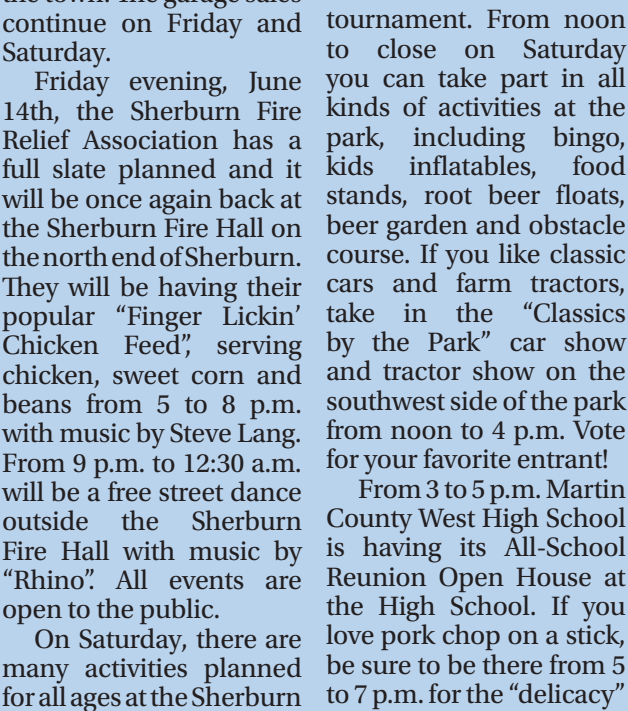 the town. The garage sales
continue on Friday and
Saturday.
Friday evening, June
14th, the Sherburn Fire
Relief Association has a
full slate planned and it
will be once again back at
the Sherburn Fire Hall on
the north end of Sherburn.
They will be having their
popular “Finger Lickin’
Chicken Feed”, serving
chicken, sweet corn and
beans from 5 to 8 p.m.
with music by Steve Lang.
From 9 p.m. to 12:30 a.m.
will be a free street dance
outside the Sherburn
Fire Hall with music by
“Rhino”. All events are
open to the public.
On Saturday, there are
many activities planned
for all ages at the Sherburn
tournament. From noon
to close on Saturday
you can take part in all
kinds of activities at the
park, including bingo,
kids inflatables, food
stands, root beer floats,
beer garden and obstacle
course. If you like classic
cars and farm tractors,
take in the “Classics
by the Park” car show
and tractor show on the
southwest side of the park
from noon to 4 p.m. Vote
for your favorite entrant!
From 3 to 5 p.m. Martin
County West High School
is having its All-School
Reunion Open House at
the High School. If you
love pork chop on a stick,
be sure to be there from 5
to 7 p.m. for the “delicacy”